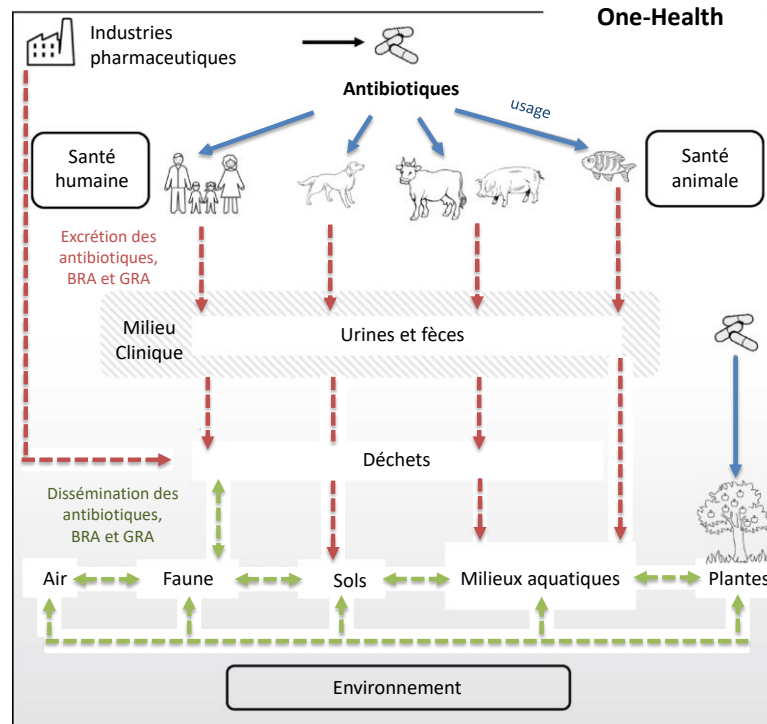 One-Health
Industries
pharmaceutiques
Antibiotiques
usage
Santé
humaine
Santé
animale
Excrétion des
antibiotiques,
BRA et GRA
Milieu
Clinique
Urines et fèces
Déchets
Dissémination des
antibiotiques,
BRA et GRA
Air
Faune
Sols
Milieux aquatiques
Plantes
Environnement